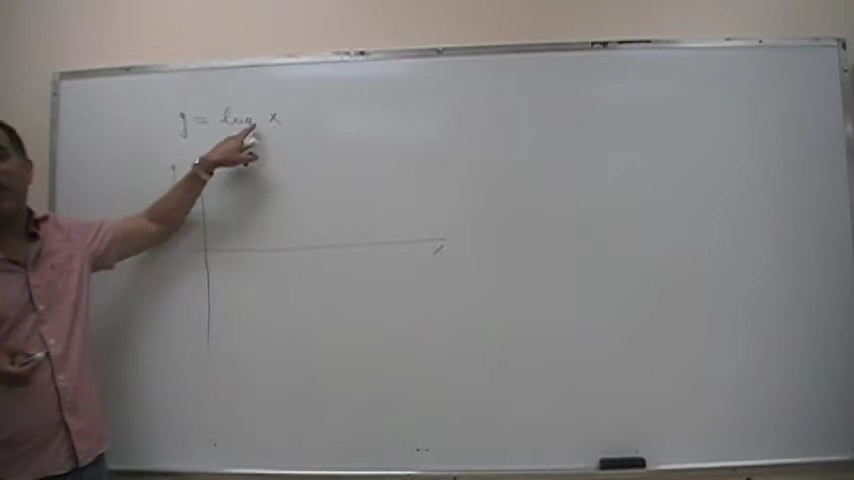 y = log x
y
x